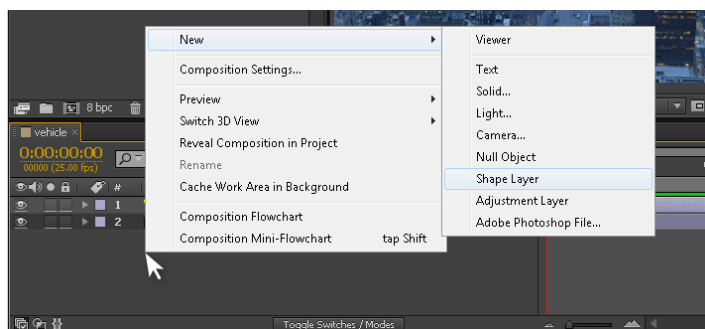 New
Viewer
Composition Settings...
Text
Solid...
Preview
Light...
8 bpc
Switch 3D View
Camera...
vehicle
Reveal Composition in Project
Null Object
0:00:00:00
00000 (25.00 fps)
Rename
Shape Layer
#
Cache Work Area in Background
Adjustment Layer
1
Composition Flowchart
Adobe Photoshop File...
2
Composition Mini-Flowchart tap Shift
Toggle Switches / Modes